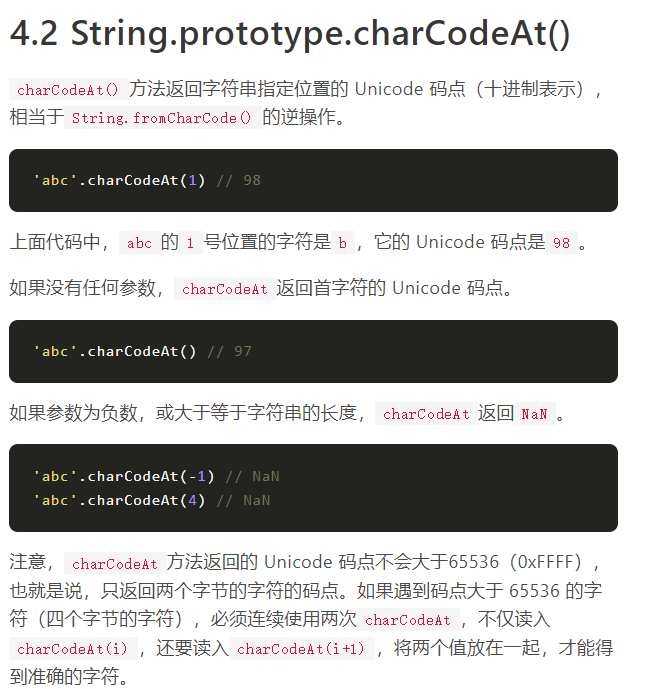 4.2 String.prototype.charCodeAt()
charCodeAt() 方法返回字符串指定位置的 Unicode 码点（十进制表示），
相当于 String.fromCharCode() 的逆操作。
'abc'.charCodeAt(1) // 98
上面代码中， abc 的 1 号位置的字符是 b ，它的 Unicode 码点是 98 。
如果没有任何参数， charCodeAt 返回首字符的 Unicode 码点。
'abc'.charCodeAt() // 97
如果参数为负数，或大于等于字符串的长度， charCodeAt 返回 NaN 。
'abc'.charCodeAt(-1) // NaN
'abc'.charCodeAt(4) // NaN
注意， charCodeAt 方法返回的 Unicode 码点不会大于65536（0xFFFF），
也就是说，只返回两个字节的字符的码点。如果遇到码点大于 65536 的字
符（四个字节的字符），必须连续使用两次 charCodeAt ，不仅读入
charCodeAt(i) ，还要读入 charCodeAt(i+1) ，将两个值放在一起，才能得
到准确的字符。